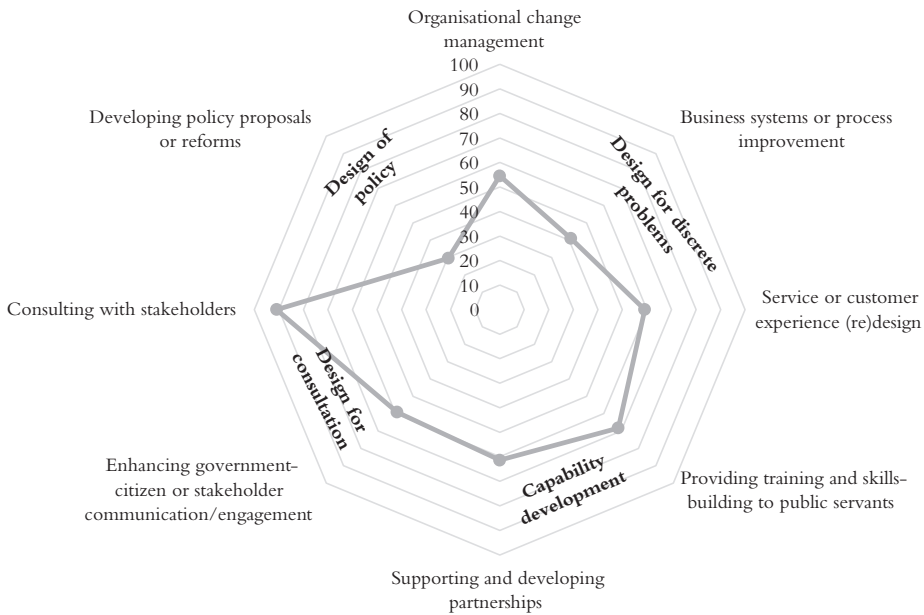 Organisational change
management
100
90
80
70
60
50
40
30
20
10
0
Business systems or process
improvement
Design for discrete
problems
Service or customer
experience (re)design
Providing training and skills-
building to public servants
Capability
development
Supporting and developing
partnerships
Enhancing government-
citizen or stakeholder
communication/engagement
Design for
consultation
Consulting with stakeholders
Developing policy proposals
or reforms
Design of
policy